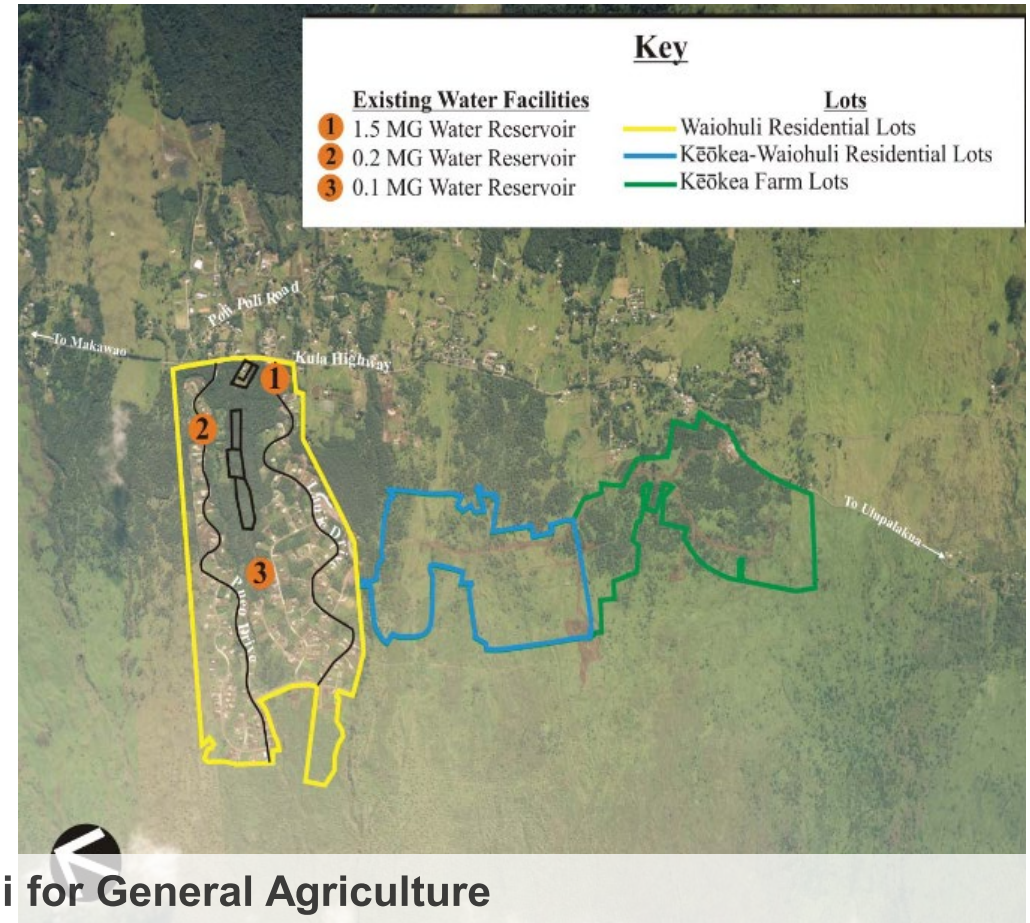 Key
Existing Water Facilities
1 1.5 MG Water Reservoir
2 0.2 MG Water Reservoir
3 0.1 MG Water Reservoir
Lots
Waiohuli Residential Lots
Kēōkea-Waiohuli Residential Lots
Kēōkea Farm Lots
Poli Poli Road
To Makawao
Kula Highway
1
2
3
Puuo Drive
To Ulupalakua
i for General Agriculture